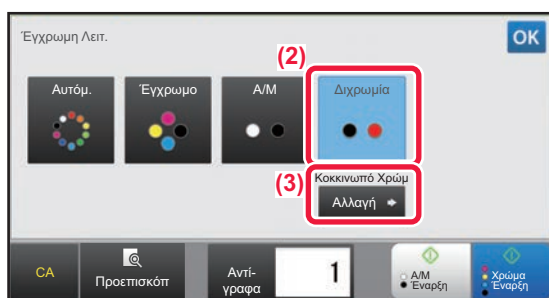 Έγχρωμη Λειτ.
OK
(2)
Αυτόμ.
Έγχρωμο
Α/Μ
Διχρωμία
(3)
Κοκκινωπό Χρώμ
Αλλαγή
CA
Προεπισκόπ
Αντί-
γραφα
1
Α/Μ
Έναρξη
Χρώμα
Έναρξη